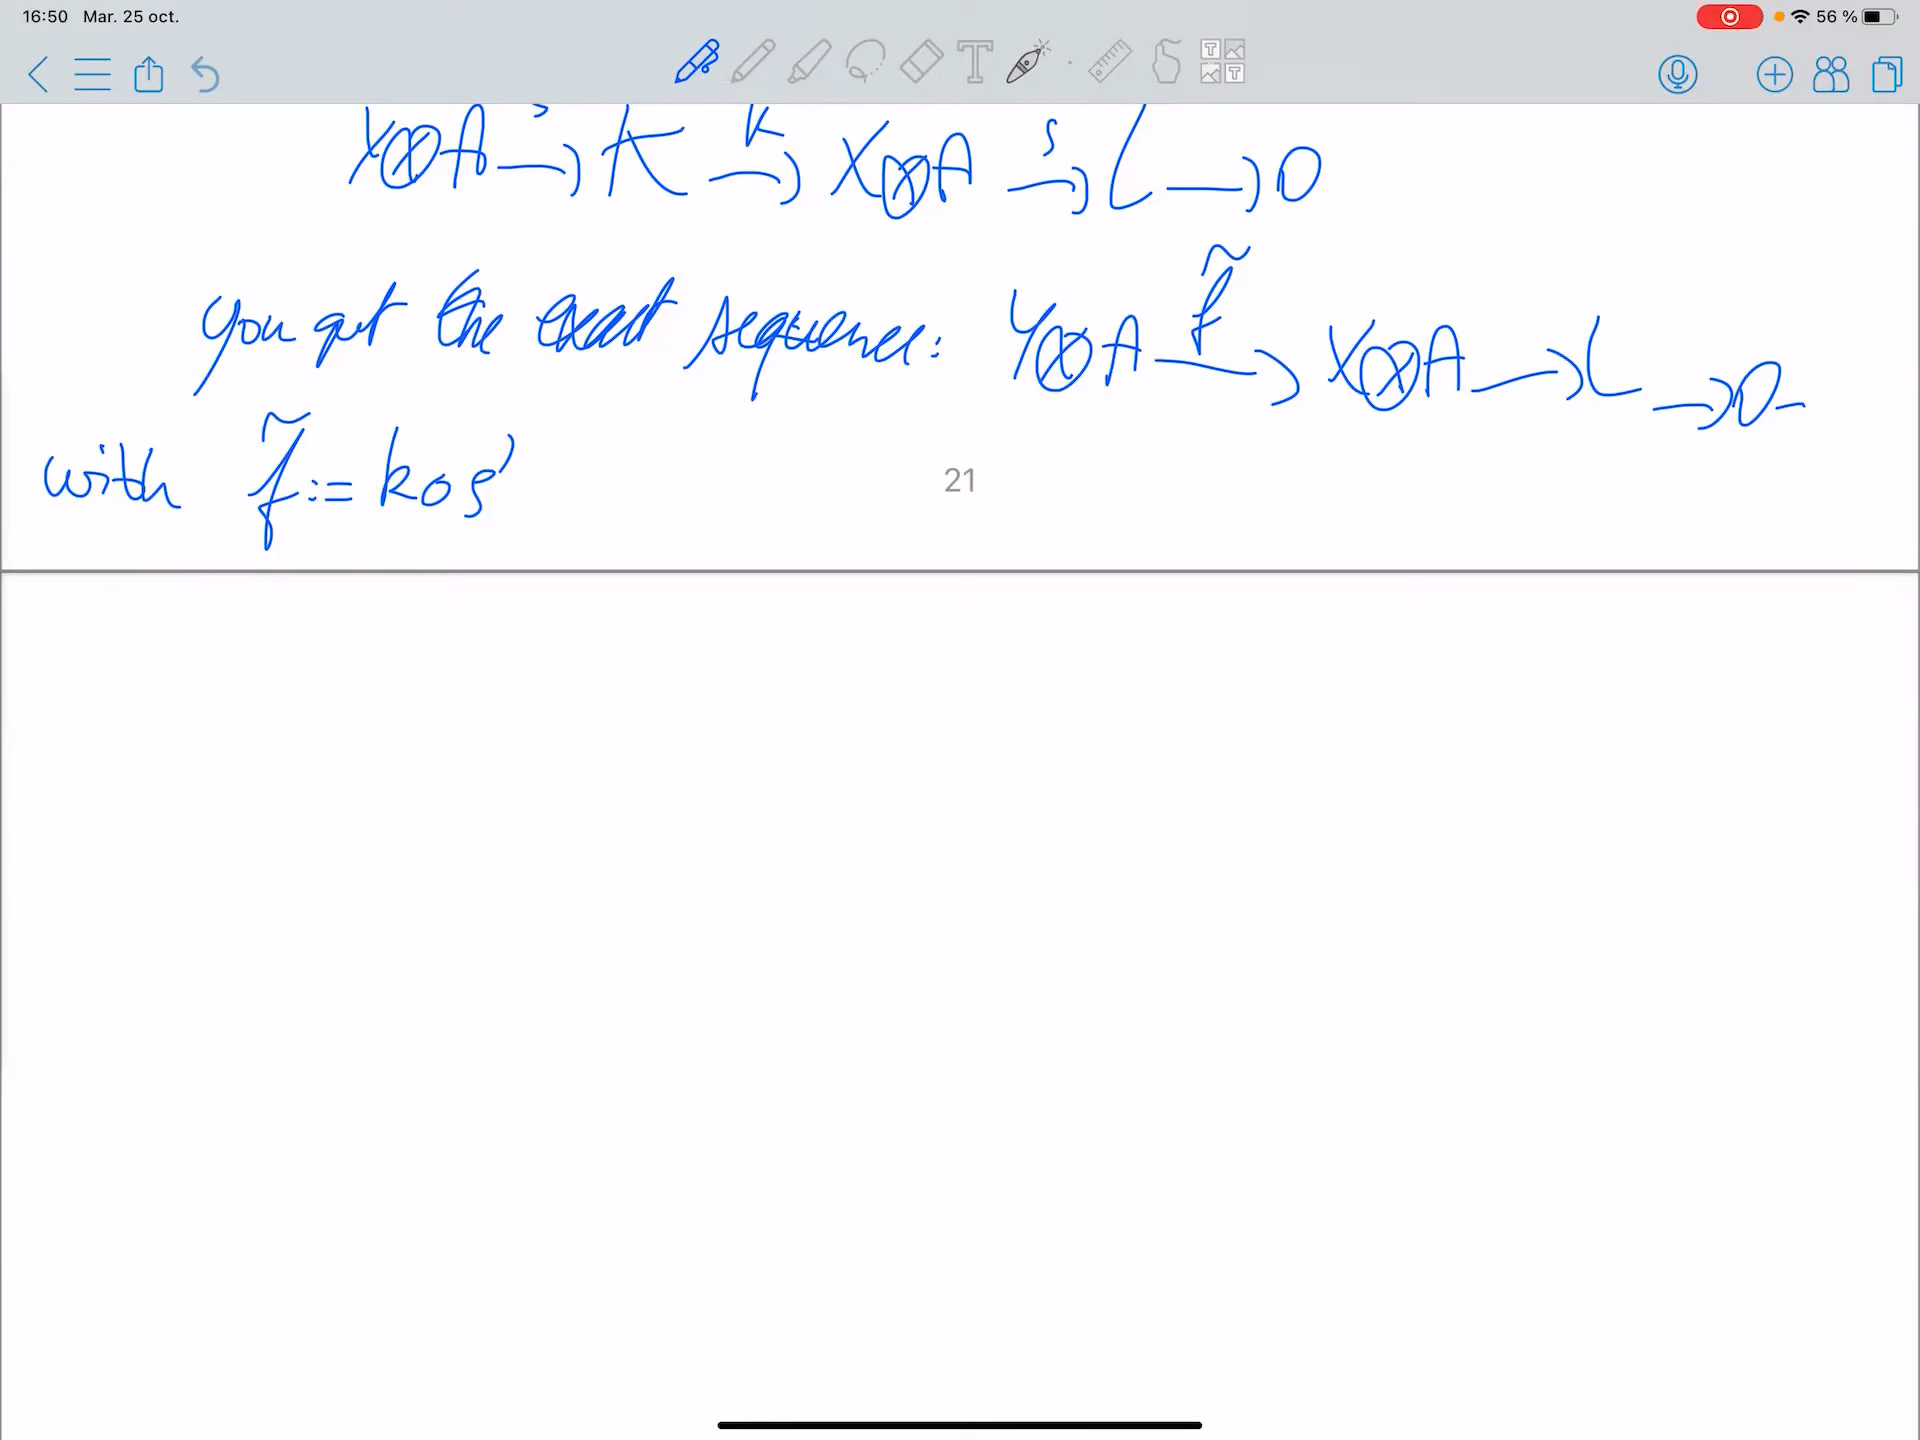 16:50 Mar. 25 oct. 56 %
Y⊗A → K →ᵏ X⊗A →ˢ L → 0
you get the exact sequence: Y⊗A →^f̃ X⊗A → L → 0
with f̃ := k∘s'
21